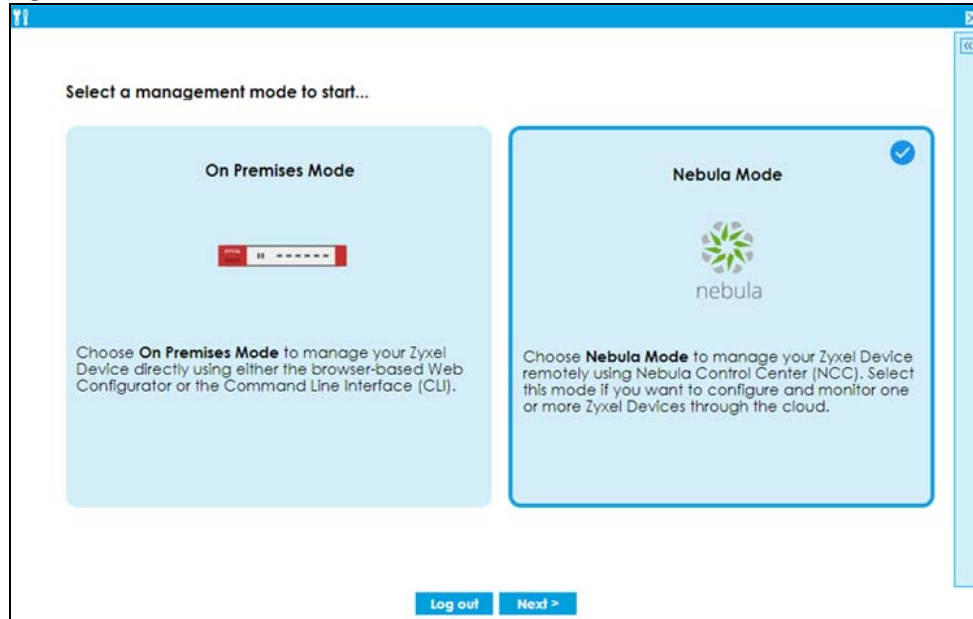 Select a management mode to start...
On Premises Mode
ZYXEL
Choose On Premises Mode to manage your Zyxel
Device directly using either the browser-based Web
Configurator or the Command Line Interface (CLI).
Nebula Mode
nebula
Choose Nebula Mode to manage your Zyxel Device
remotely using Nebula Control Center (NCC). Select
this mode if you want to configure and monitor one
or more Zyxel Devices through the cloud.
Log out
Next >